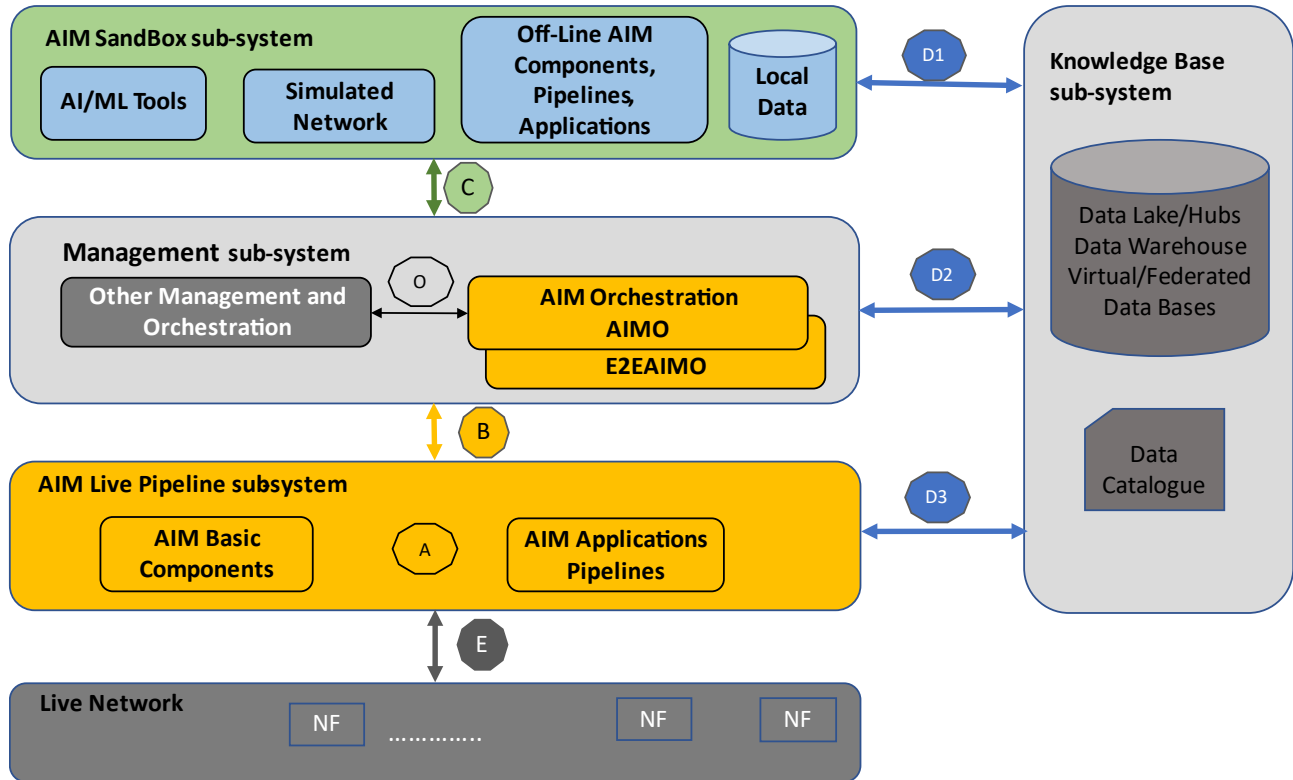 AIM SandBox sub-system
AI/ML Tools
Simulated
Network
Off-Line AIM
Components,
Pipelines,
Applications
Local
Data
D1
Knowledge Base
sub-system
C
Management sub-system
Other Management and
Orchestration
O
AIM Orchestration
AIMO
E2EAIMO
D2
Data Lake/Hubs
Data Warehouse
Virtual/Federated
Data Bases
B
AIM Live Pipeline subsystem
AIM Basic
Components
A
AIM Applications
Pipelines
D3
Data
Catalogue
E
Live Network
NF
…………..
NF
NF